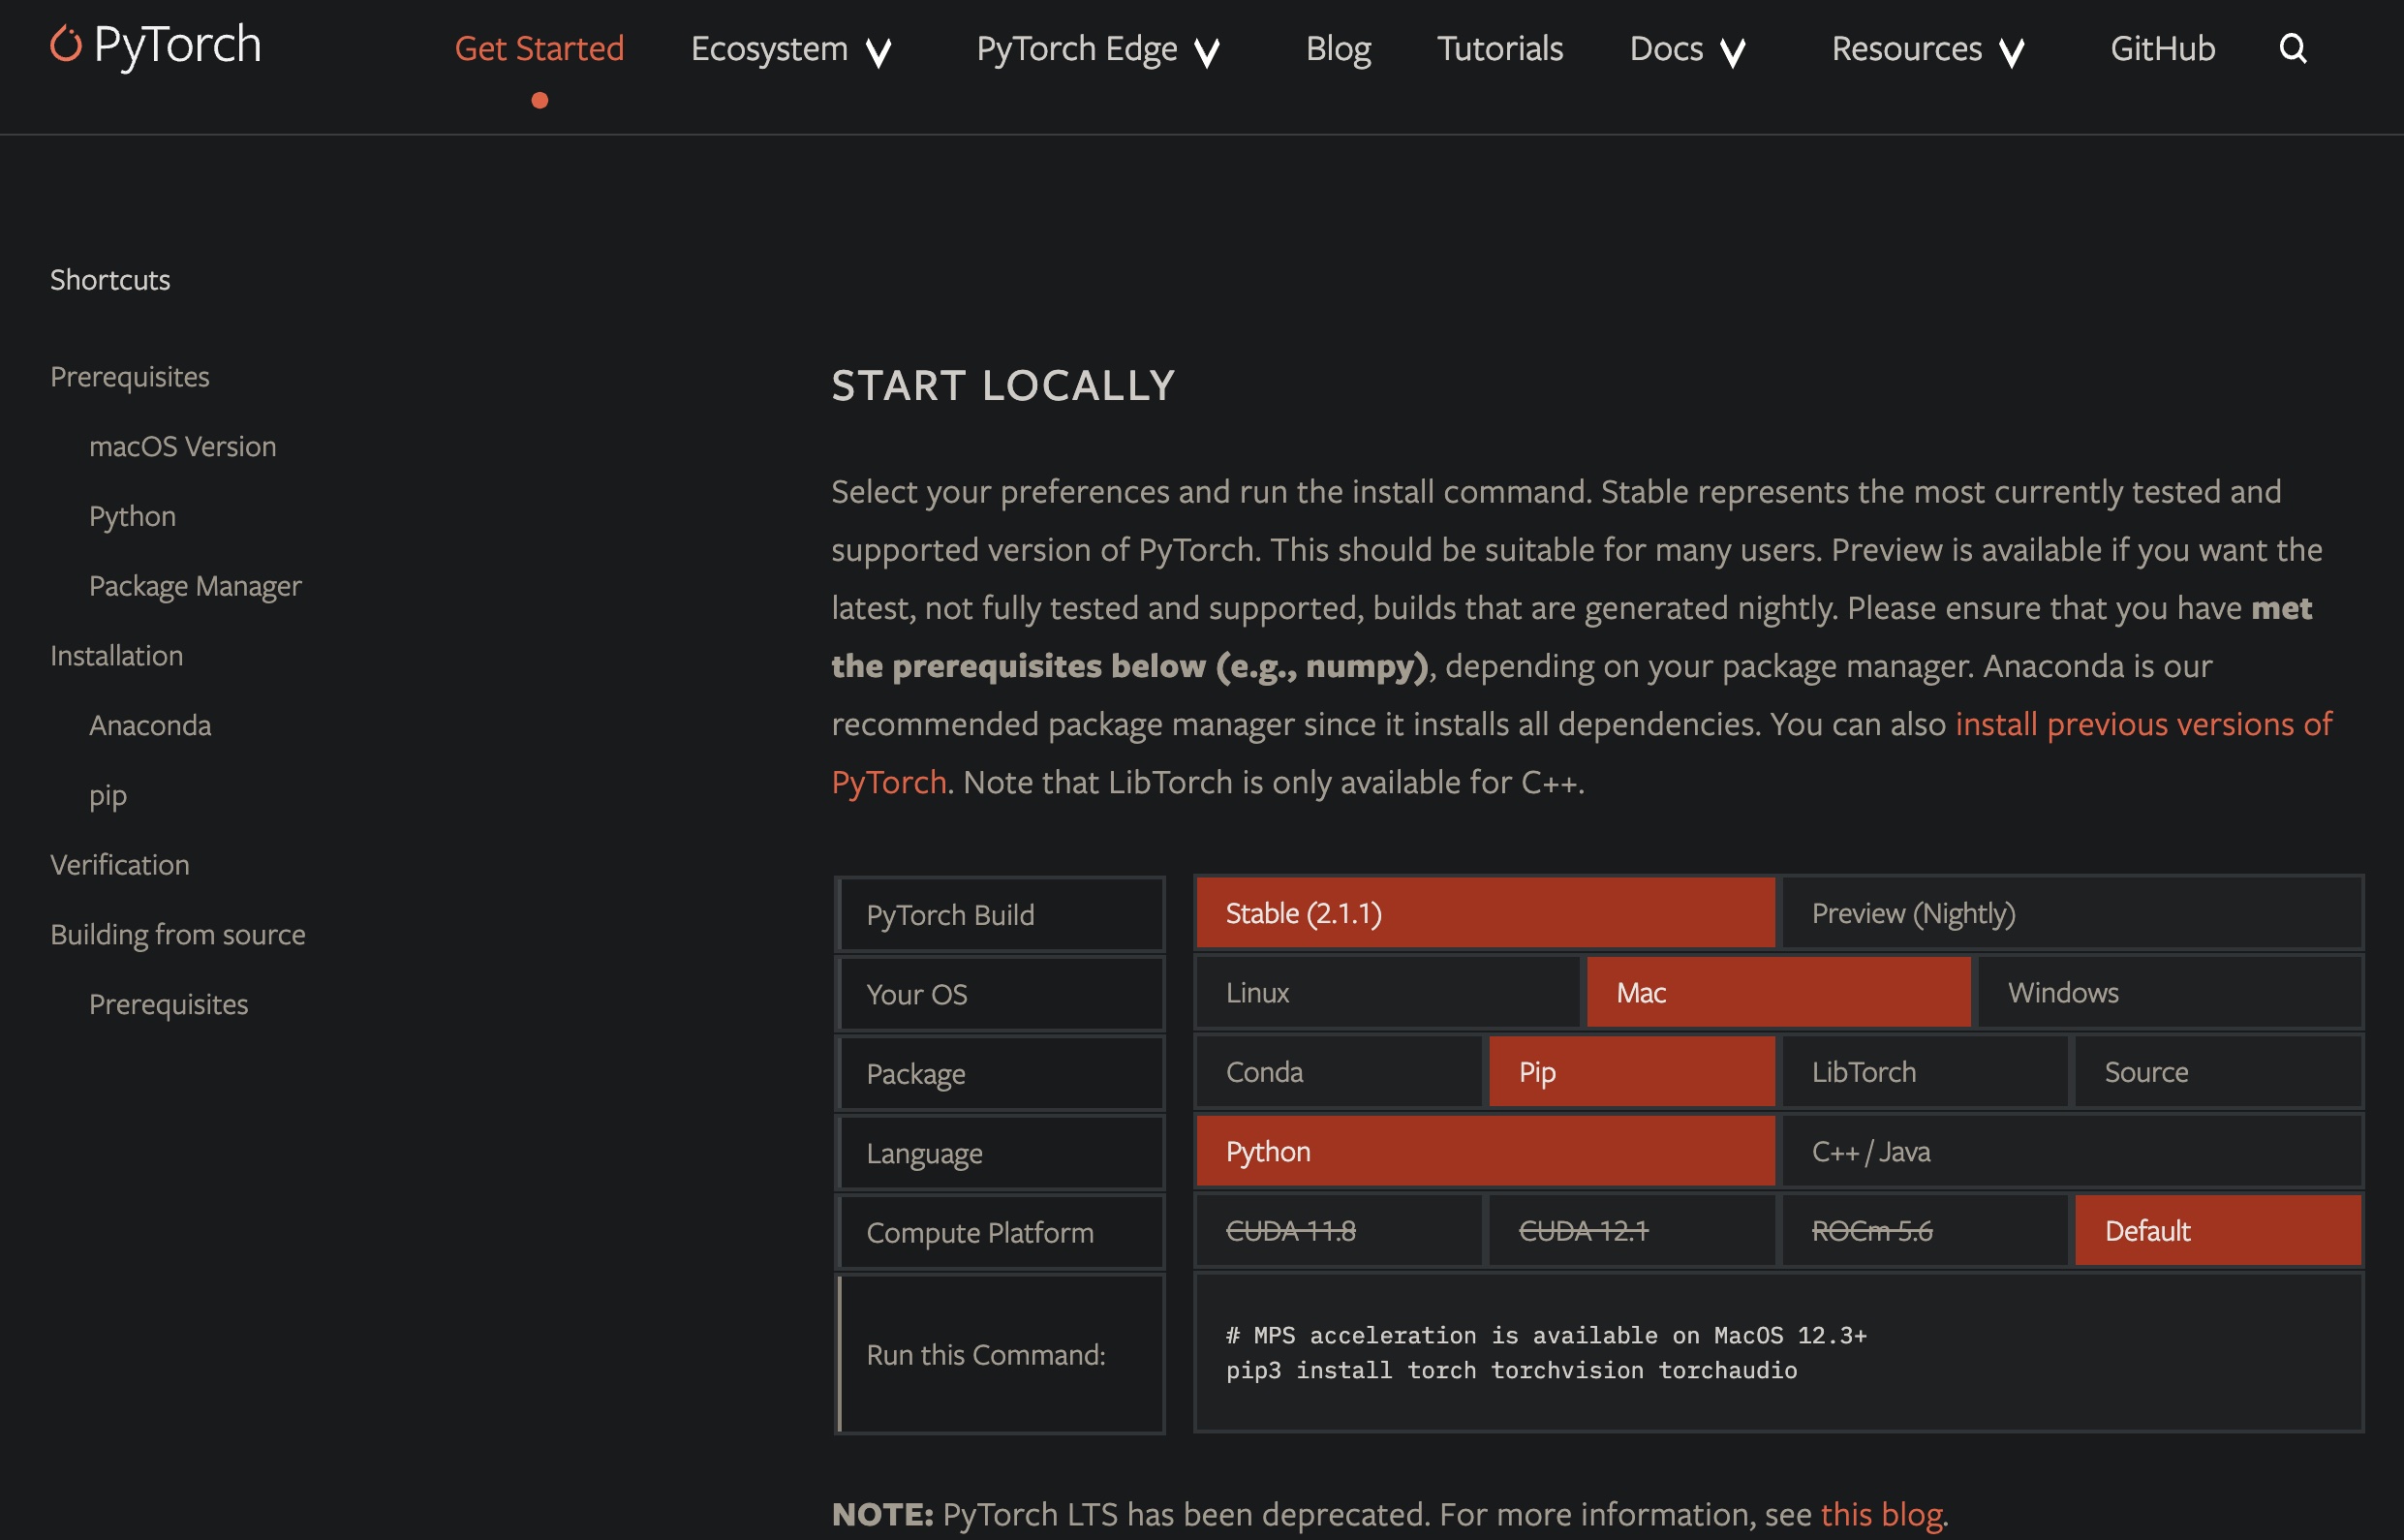 PyTorch
Get Started
Ecosystem
PyTorch Edge
Blog
Tutorials
Docs
Resources
GitHub
Shortcuts
Prerequisites
macOS Version
Python
Package Manager
Installation
Anaconda
pip
Verification
Building from source
Prerequisites
START LOCALLY
Select your preferences and run the install command. Stable represents the most currently tested and
supported version of PyTorch. This should be suitable for many users. Preview is available if you want the
latest, not fully tested and supported, builds that are generated nightly. Please ensure that you have met
the prerequisites below (e.g., numpy), depending on your package manager. Anaconda is our
recommended package manager since it installs all dependencies. You can also install previous versions of
PyTorch. Note that LibTorch is only available for C++.
PyTorch Build
Stable (2.1.1)
Preview (Nightly)
Your OS
Linux
Mac
Windows
Package
Conda
Pip
LibTorch
Source
Language
Python
C++ / Java
Compute Platform
CUDA 11.8
CUDA 12.1
ROCm 5.6
Default
Run this Command:
# MPS acceleration is available on MacOS 12.3+
pip3 install torch torchvision torchaudio
NOTE: PyTorch LTS has been deprecated. For more information, see this blog.